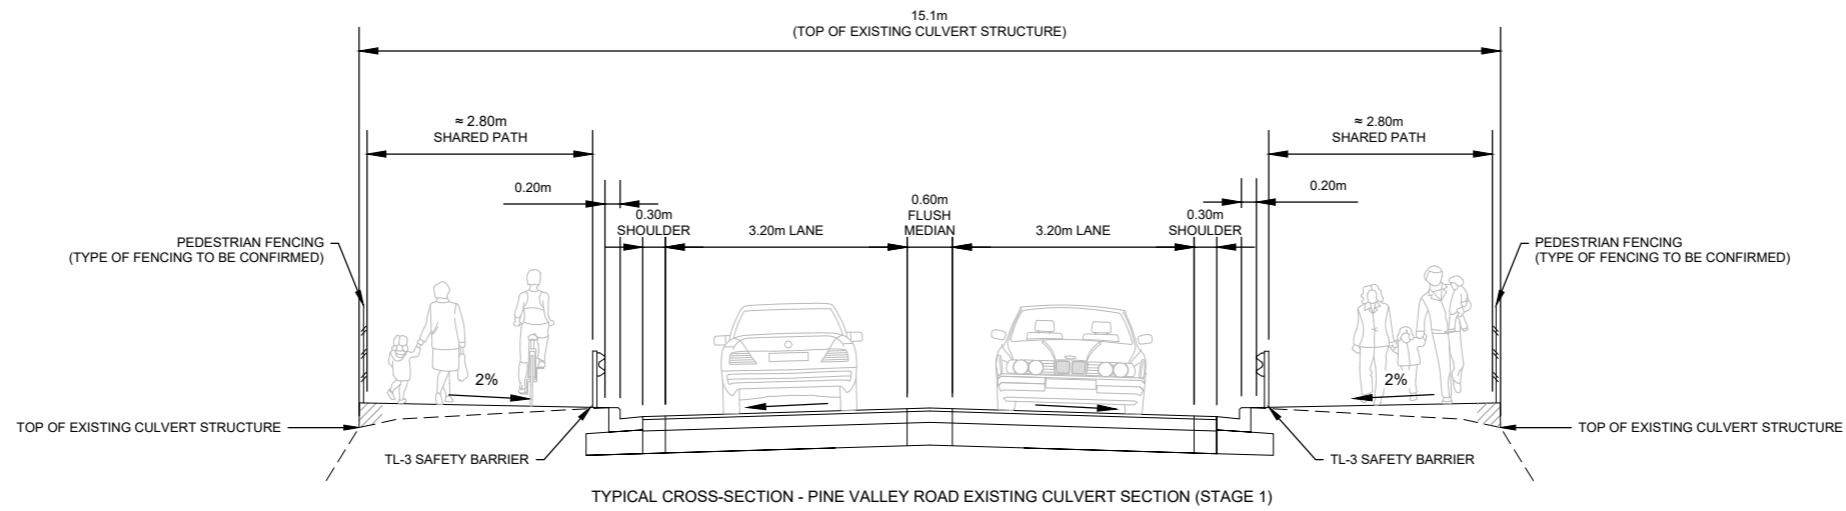 15.1m
(TOP OF EXISTING CULVERT STRUCTURE)
≈ 2.80m
SHARED PATH
≈ 2.80m
SHARED PATH
0.20m
0.20m
0.30m
SHOULDER
3.20m LANE
0.60m
FLUSH
MEDIAN
3.20m LANE
0.30m
SHOULDER
PEDESTRIAN FENCING
(TYPE OF FENCING TO BE CONFIRMED)
PEDESTRIAN FENCING
(TYPE OF FENCING TO BE CONFIRMED)
2%
2%
TOP OF EXISTING CULVERT STRUCTURE
TOP OF EXISTING CULVERT STRUCTURE
TL-3 SAFETY BARRIER
TL-3 SAFETY BARRIER
TYPICAL CROSS-SECTION - PINE VALLEY ROAD EXISTING CULVERT SECTION (STAGE 1)